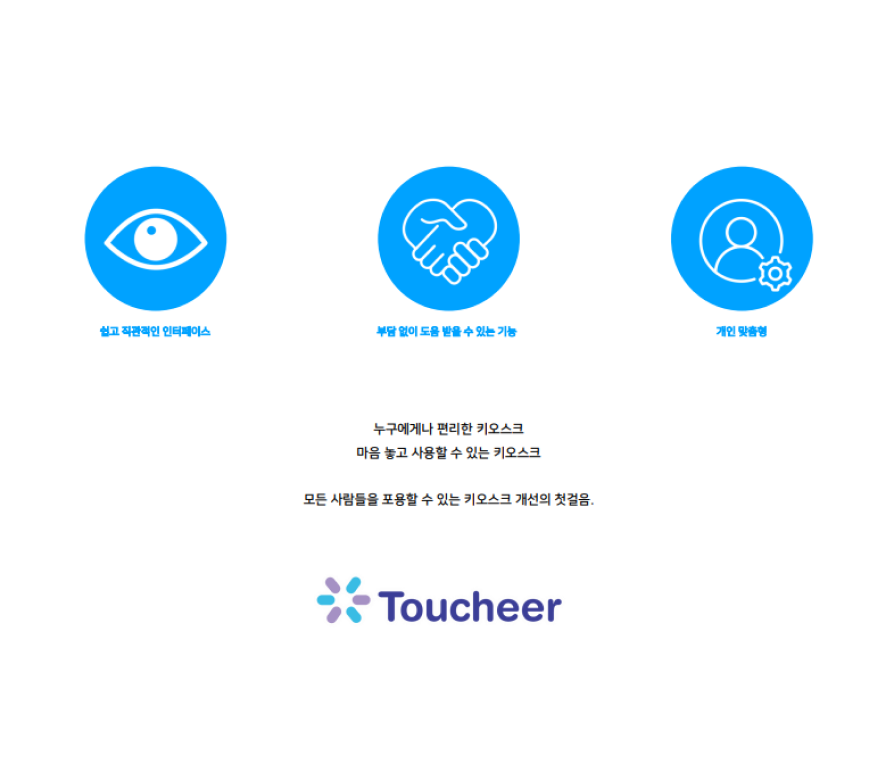 쉽고 직관적인 인터페이스
부담 없이 도움 받을 수 있는 기능
개인 맞춤형
누구에게나 편리한 키오스크
마음 놓고 사용할 수 있는 키오스크
모든 사람들을 포용할 수 있는 키오스크 개선의 첫걸음.
Toucheer